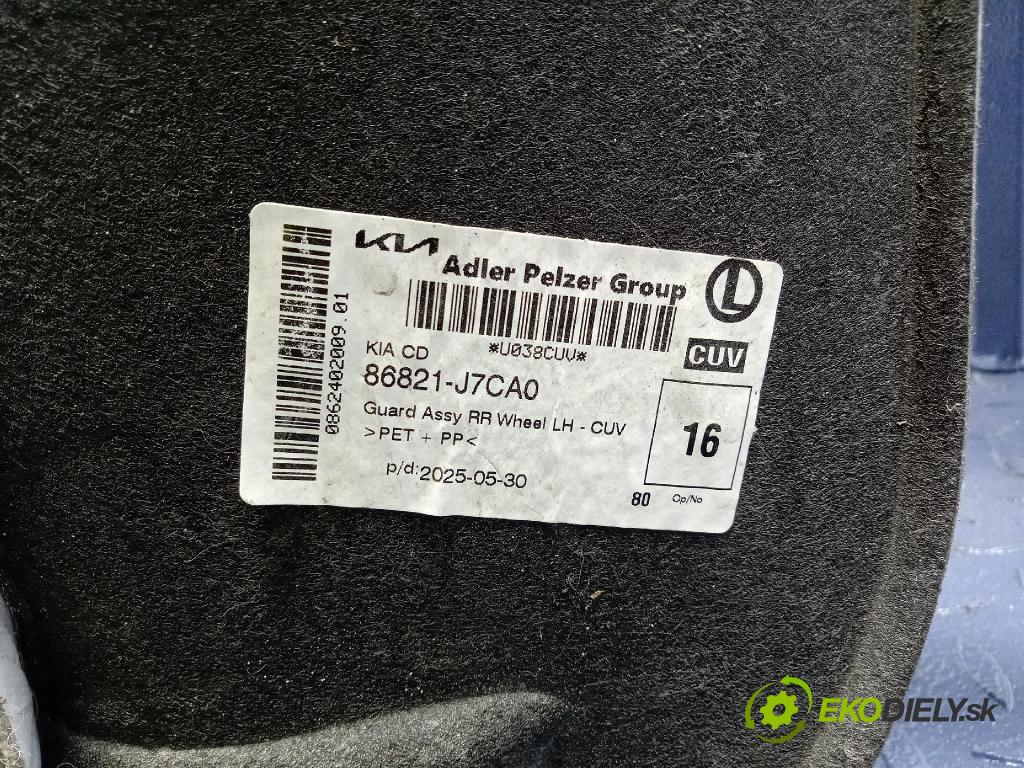 KIA
Adler Pelzer Group
L
*U038CUV*
CUV
KIA CD
86821-J7CA0
Guard Assy RR Wheel LH - CUV
>PET + PP<
p/d:2025-05-30
16
80 Op/No
0862402009.01
EKODIELY.sk